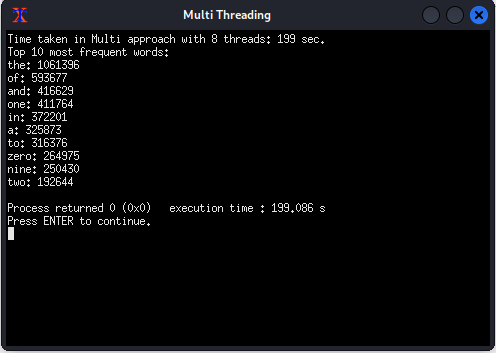 Multi Threading
Time taken in Multi approach with 8 threads: 199 sec.
Top 10 most frequent words:
the: 1061396
of: 593677
and: 416629
one: 411764
in: 372201
a: 325873
to: 316376
zero: 264975
nine: 250430
two: 192644
Process returned 0 (0x0)   execution time : 199.086 s
Press ENTER to continue.